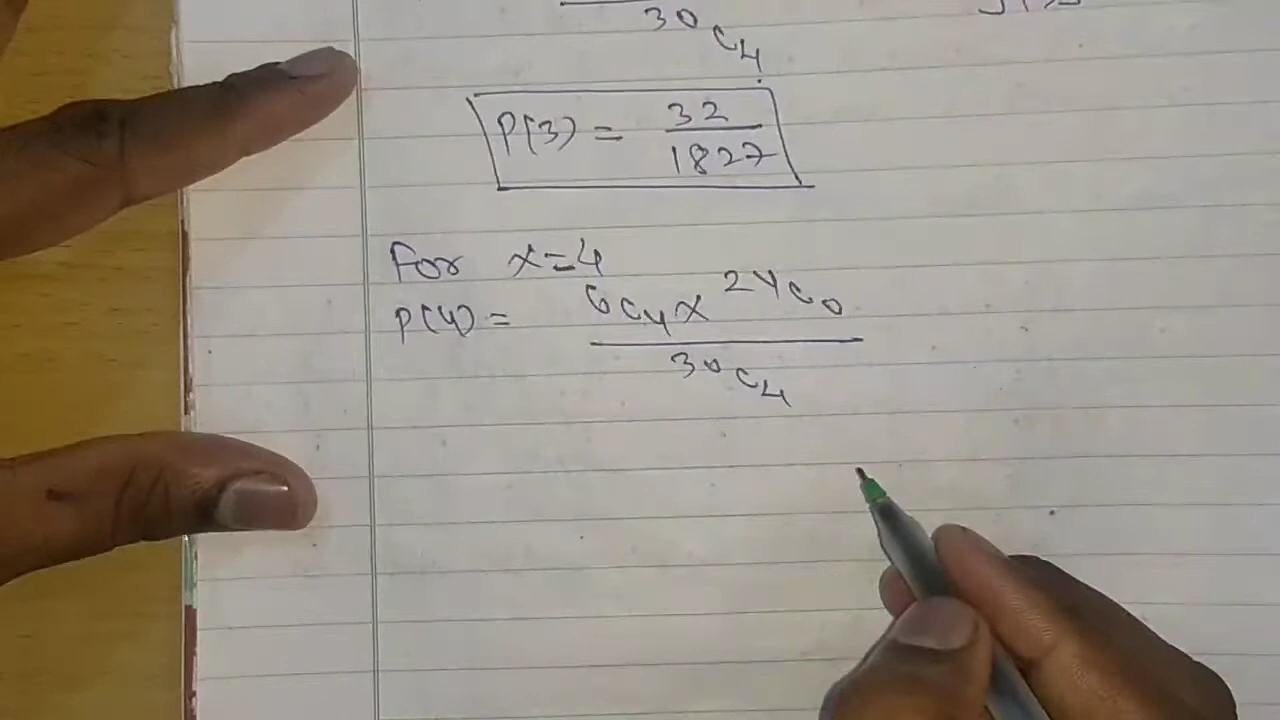 30C4
P(3) = 32/1827
For x=4
P(4) = 6C4 x 24C0
30C4